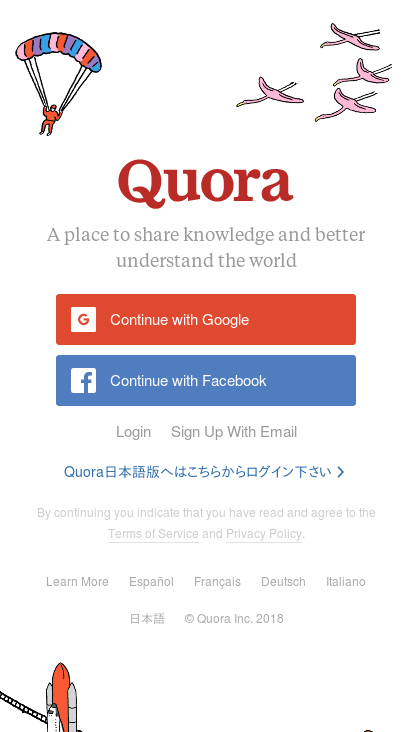 Quora
A place to share knowledge and better
understand the world
Continue with Google
Continue with Facebook
Login Sign Up With Email
Quora日本語版へはこちらからログイン下さい
By continuing you indicate that you have read and agree to the
Terms of Service and Privacy Policy.
Learn More Español Français Deutsch Italiano
日本語 © Quora Inc. 2018